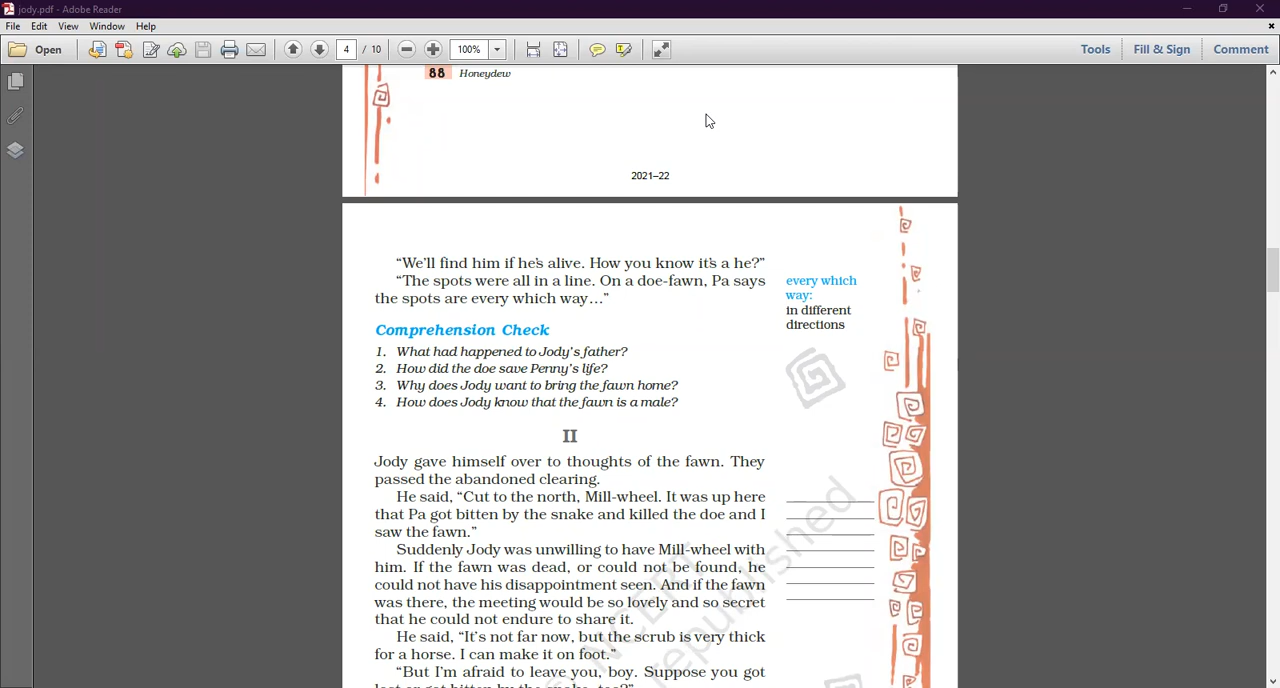 jody.pdf - Adobe Reader
File Edit View Window Help
Open 4 / 10 100% Tools Fill & Sign Comment
88 Honeydew
2021–22
“We’ll find him if he’s alive. How you know it’s a he?”
“The spots were all in a line. On a doe-fawn, Pa says
the spots are every which way…”
every which
way:
in different
directions
Comprehension Check
1. What had happened to Jody’s father?
2. How did the doe save Penny’s life?
3. Why does Jody want to bring the fawn home?
4. How does Jody know that the fawn is a male?
II
Jody gave himself over to thoughts of the fawn. They
passed the abandoned clearing.
He said, “Cut to the north, Mill-wheel. It was up here
that Pa got bitten by the snake and killed the doe and I
saw the fawn.”
Suddenly Jody was unwilling to have Mill-wheel with
him. If the fawn was dead, or could not be found, he
could not have his disappointment seen. And if the fawn
was there, the meeting would be so lovely and so secret
that he could not endure to share it.
He said, “It’s not far now, but the scrub is very thick
for a horse. I can make it on foot.”
“But I’m afraid to leave you, boy. Suppose you got
lost or got bitten by the snake, too?”
NCERT
republished